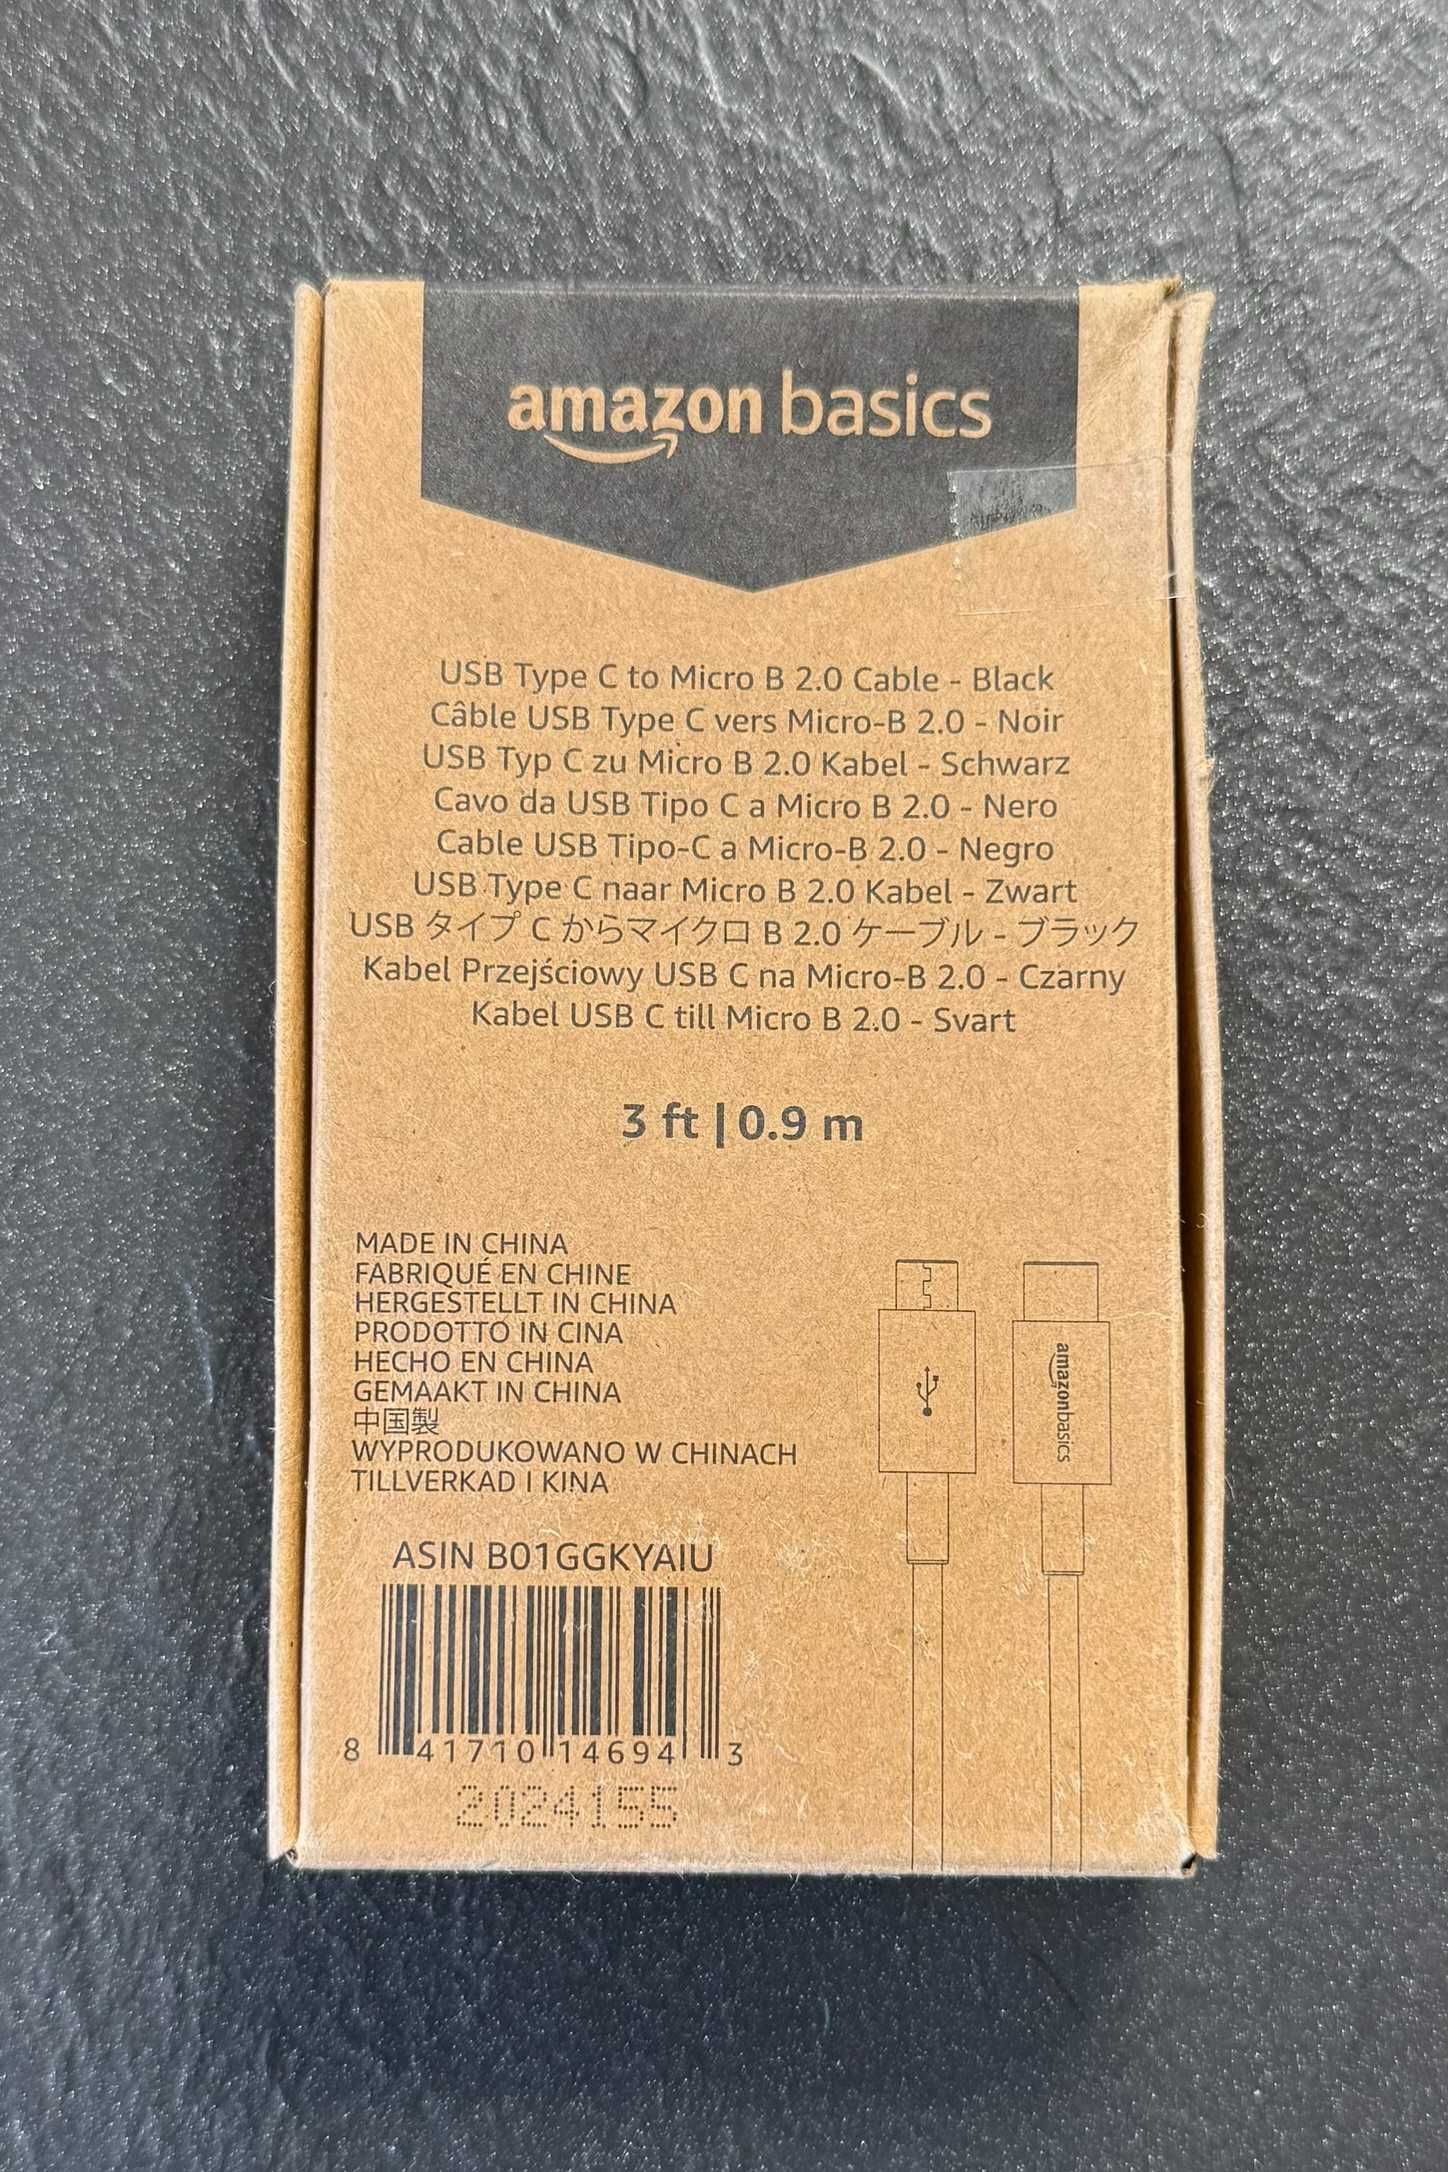 amazon basics
USB Type C to Micro B 2.0 Cable - Black
Câble USB Type C vers Micro-B 2.0 - Noir
USB Typ C zu Micro B 2.0 Kabel - Schwarz
Cavo da USB Tipo C a Micro B 2.0 - Nero
Cable USB Tipo-C a Micro-B 2.0 - Negro
USB Type C naar Micro B 2.0 Kabel - Zwart
USB タイプ C からマイクロ B 2.0 ケーブル - ブラック
Kabel Przejściowy USB C na Micro-B 2.0 - Czarny
Kabel USB C till Micro B 2.0 - Svart
3 ft | 0.9 m
MADE IN CHINA
FABRIQUÉ EN CHINE
HERGESTELLT IN CHINA
PRODOTTO IN CINA
HECHO EN CHINA
GEMAAKT IN CHINA
中国製
WYPRODUKOWANO W CHINACH
TILLVERKAD I KINA
amazonbasics
ASIN B01GGKYAIU
8 41710 14694 3
2024155